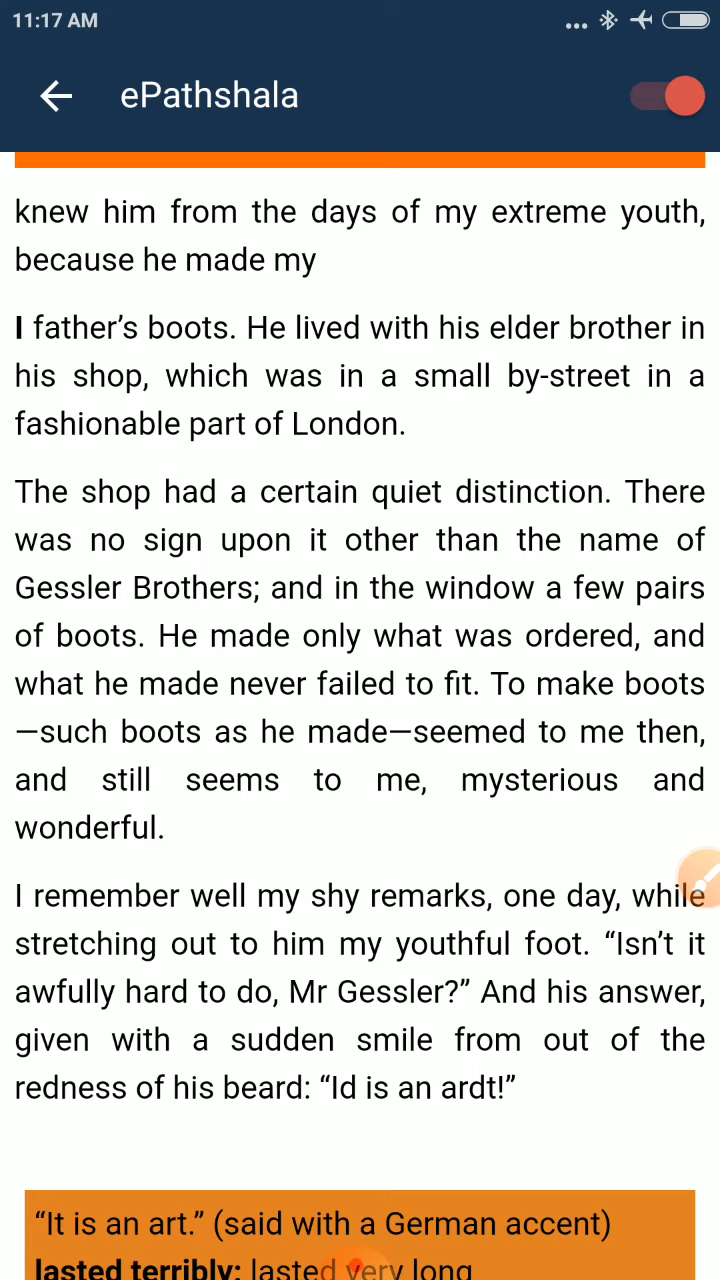 11:17 AM
ePathshala
knew him from the days of my extreme youth,
because he made my
I father’s boots. He lived with his elder brother in
his shop, which was in a small by-street in a
fashionable part of London.
The shop had a certain quiet distinction. There
was no sign upon it other than the name of
Gessler Brothers; and in the window a few pairs
of boots. He made only what was ordered, and
what he made never failed to fit. To make boots
—such boots as he made—seemed to me then,
and still seems to me, mysterious and
wonderful.
I remember well my shy remarks, one day, while
stretching out to him my youthful foot. “Isn’t it
awfully hard to do, Mr Gessler?” And his answer,
given with a sudden smile from out of the
redness of his beard: “Id is an ardt!”
“It is an art.” (said with a German accent)
lasted terribly: lasted very long